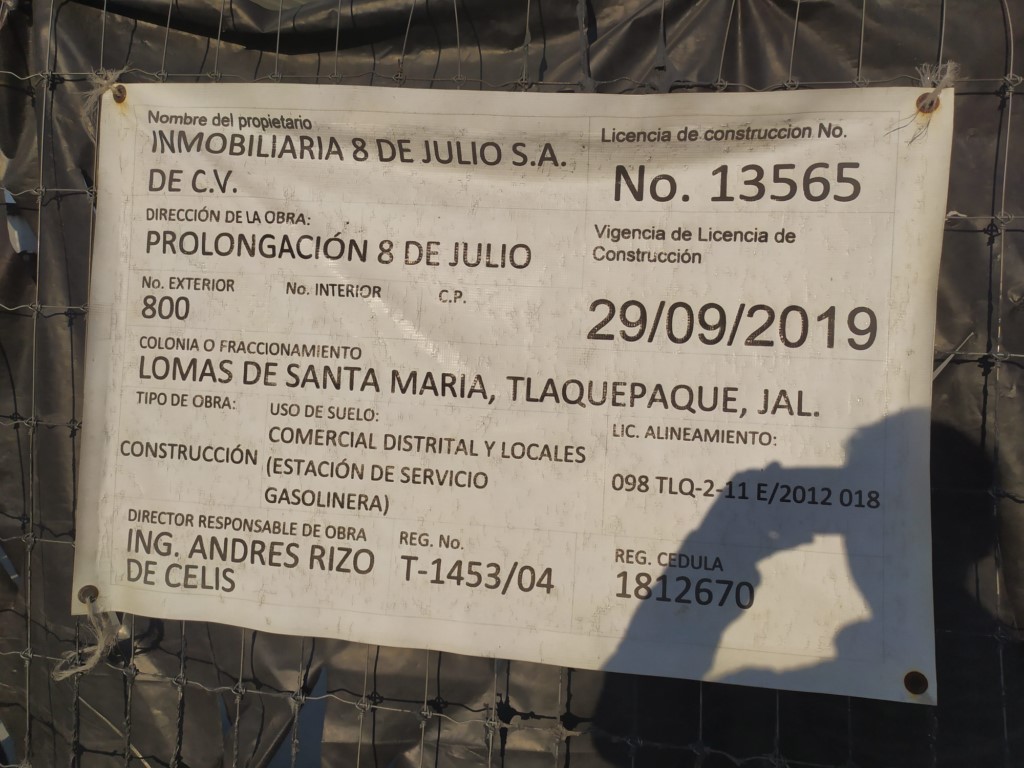 Nombre del propietario
INMOBILIARIA 8 DE JULIO S.A.
DE C.V.
Licencia de construccion No.
No. 13565
DIRECCIÓN DE LA OBRA:
PROLONGACIÓN 8 DE JULIO
Vigencia de Licencia de
Construcción
29/09/2019
No. EXTERIOR
No. INTERIOR
C.P.
800
COLONIA O FRACCIONAMIENTO
LOMAS DE SANTA MARIA, TLAQUEPAQUE, JAL.
TIPO DE OBRA:
CONSTRUCCIÓN
USO DE SUELO:
COMERCIAL DISTRITAL Y LOCALES
(ESTACIÓN DE SERVICIO
GASOLINERA)
LIC. ALINEAMIENTO:
098 TLQ-2-11 E/2012 018
DIRECTOR RESPONSABLE DE OBRA
ING. ANDRES RIZO
DE CELIS
REG. No.
T-1453/04
REG. CEDULA
1812670